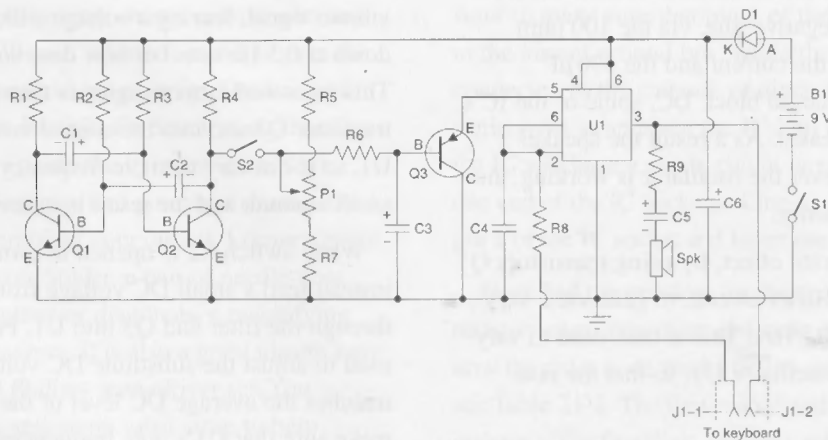 D1
K A
R1 R2 R3 R4 R5
4 6
5
B1
9 V
C1 +
S2
R6
B
E
Q3
C
6 U1 3
2
R9
C2
+
P1
S1
C B
E Q1
B C
Q2 E
R7
+
C3
-
C4
R8
+
C5
+
C6
Spk
J1-1
J1-2
To keyboard